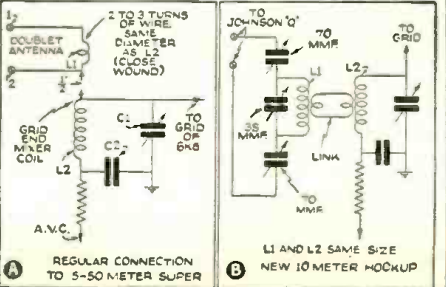 1
DOUBLET
ANTENNA
2
L1
1"
2
2 TO 3 TURNS
OF WIRE
SAME
DIAMETER
AS L2
(CLOSE
WOUND)
GRID
END
MIXER
COIL
L2
C1
C2
TO
GRID
OF
6K8
A.V.C.
A
REGULAR CONNECTION
TO 5-50 METER SUPER
TO
JOHNSON "Q"
70
MMF
L1
L2
TO
GRID
35
MMF
LINK
70
MMF
B
L1 AND L2 SAME SIZE
NEW 10 METER HOOKUP